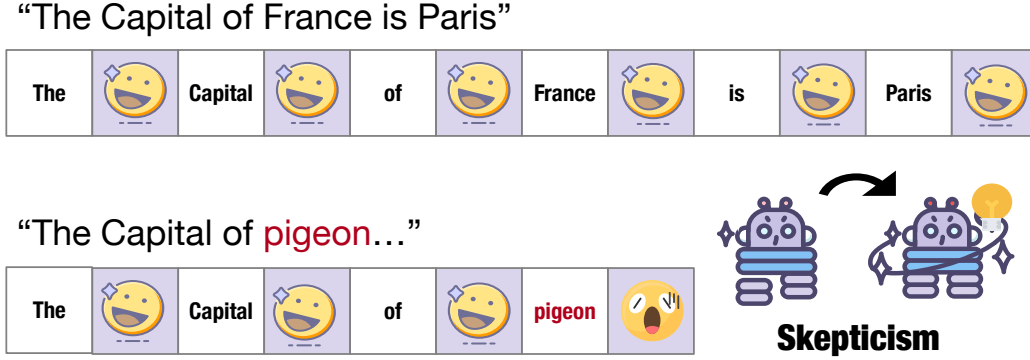 “The Capital of France is Paris”
The Capital of France is Paris
“The Capital of pigeon…”
The Capital of pigeon
Skepticism